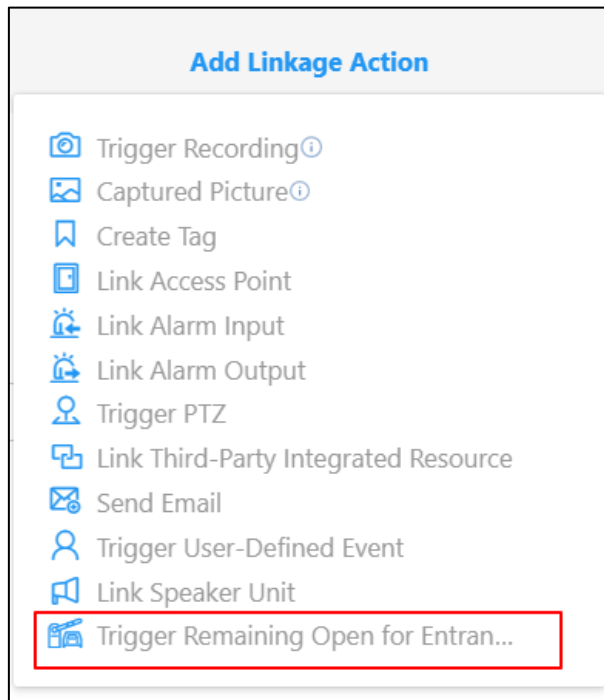 Add Linkage Action
Trigger Recording
Captured Picture
Create Tag
Link Access Point
Link Alarm Input
Link Alarm Output
Trigger PTZ
Link Third-Party Integrated Resource
Send Email
Trigger User-Defined Event
Link Speaker Unit
Trigger Remaining Open for Entran...